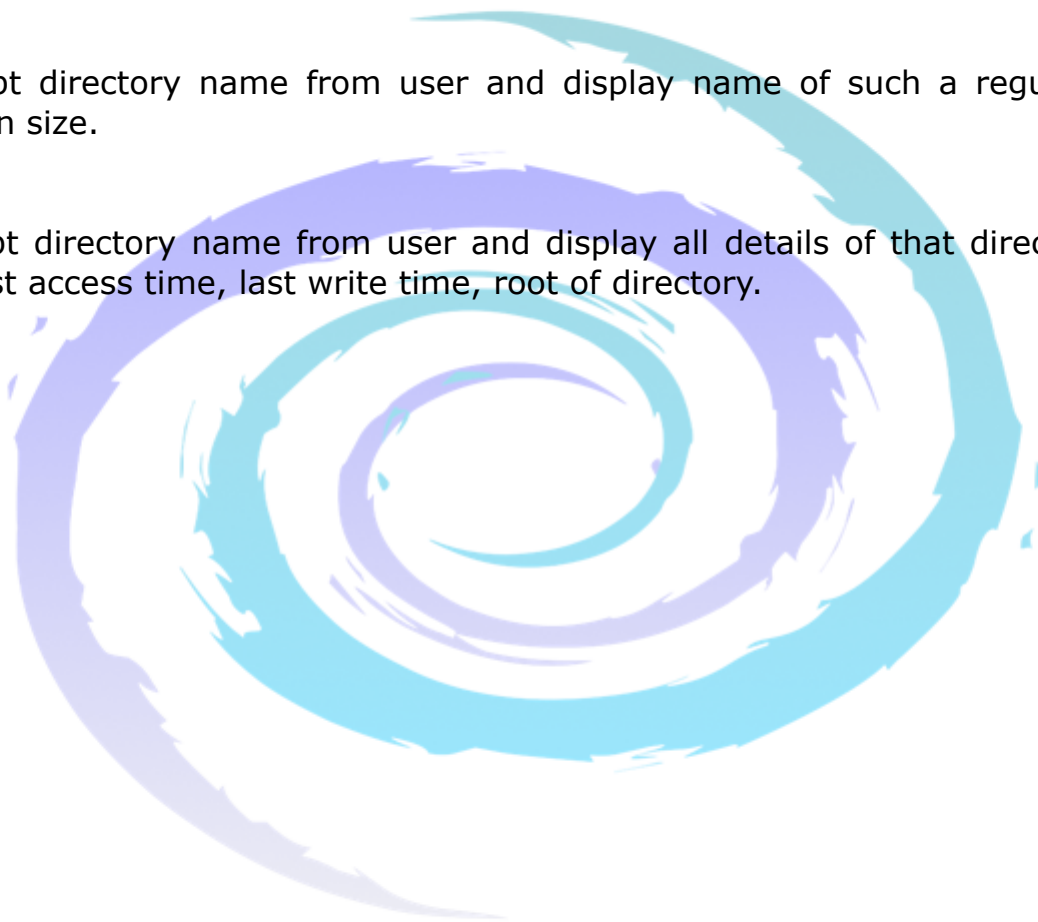 pt directory name from user and display name of such a regu
n size.
ot directory name from user and display all details of that direc
st access time, last write time, root of directory.